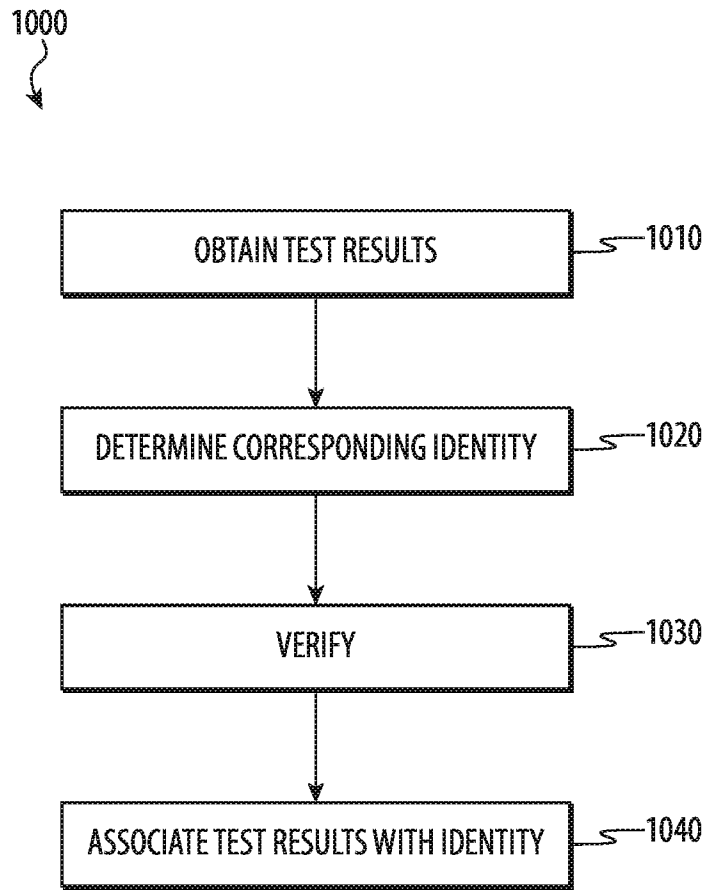 1000
OBTAIN TEST RESULTS
1010
DETERMINE CORRESPONDING IDENTITY
1020
VERIFY
1030
ASSOCIATE TEST RESULTS WITH IDENTITY
1040